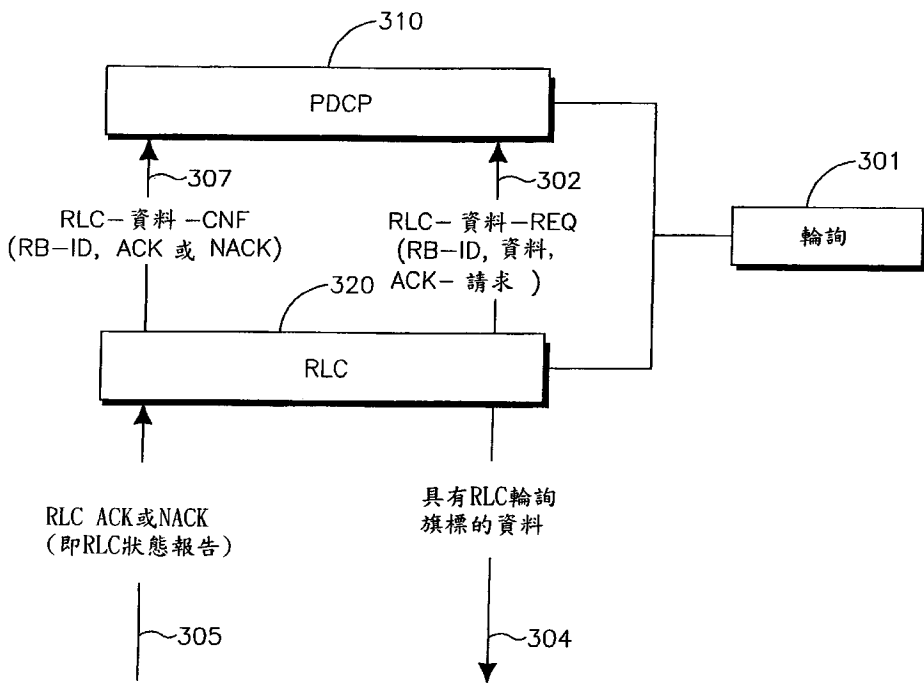 310
PDCP
307
RLC-資料-CNF
(RB-ID, ACK 或 NACK)
302
RLC-資料-REQ
(RB-ID, 資料,
ACK-請求 )
301
輪詢
320
RLC
RLC ACK或NACK
(即RLC狀態報告)
305
具有RLC輪詢
旗標的資料
304